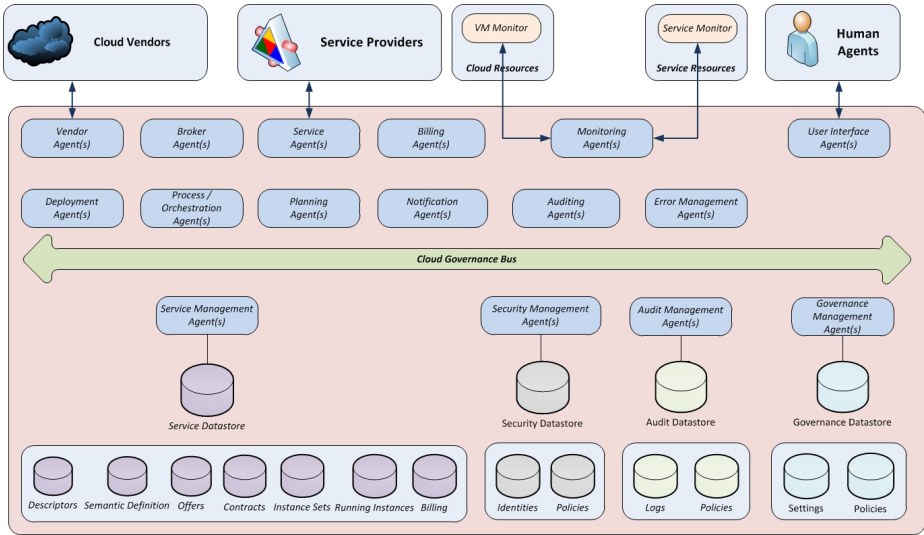 Cloud Vendors
Service Providers
VM Monitor
Cloud Resources
Service Monitor
Service Resources
Human
Agents
Vendor
Agent(s)
Broker
Agent(s)
Service
Agent(s)
Billing
Agent(s)
Monitoring
Agent(s)
User Interface
Agent(s)
Deployment
Agent(s)
Process /
Orchestration
Agent(s)
Planning
Agent(s)
Notification
Agent(s)
Auditing
Agent(s)
Error Management
Agent(s)
Cloud Governance Bus
Service Management
Agent(s)
Security Management
Agent(s)
Audit Management
Agent(s)
Governance
Management
Agent(s)
Service Datastore
Security Datastore
Audit Datastore
Governance Datastore
Descriptors
Semantic Definition
Offers
Contracts
Instance Sets
Running Instances
Billing
Identities
Policies
Logs
Policies
Settings
Policies